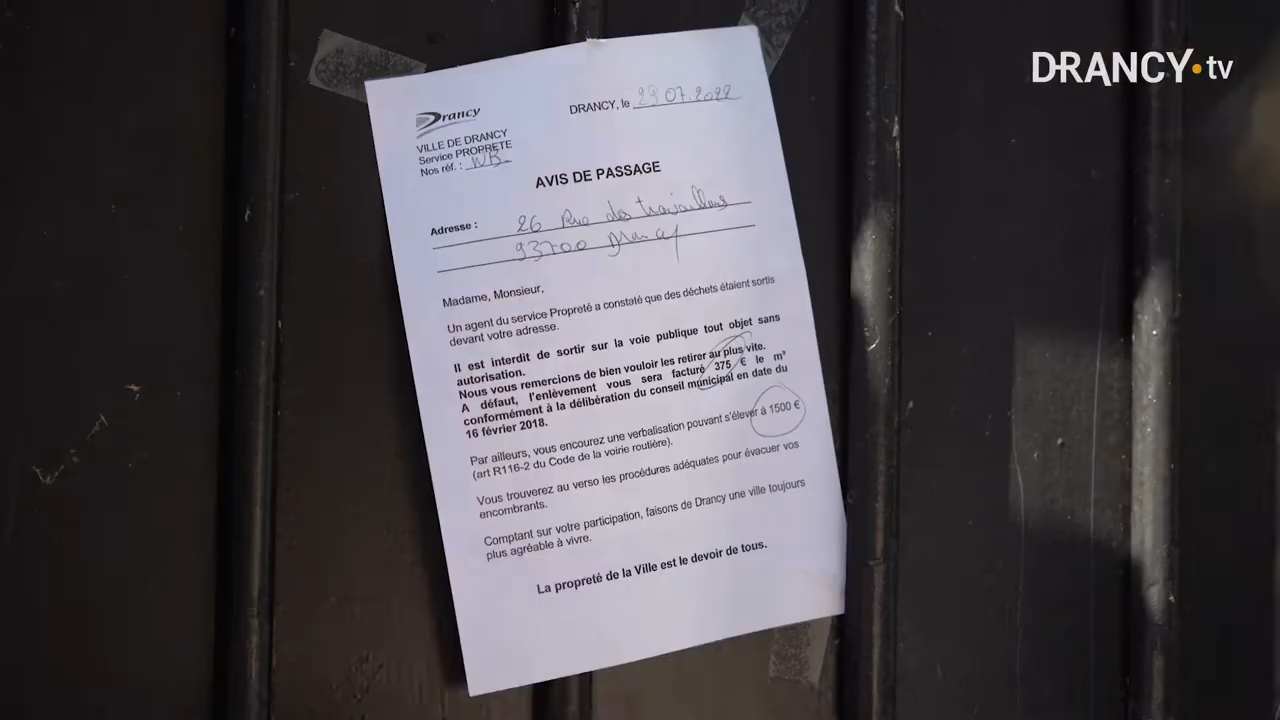 DRANCY.tv
Drancy
DRANCY, le 29 07.2022
VILLE DE DRANCY
Service PROPRETE
Nos réf. : WB.
AVIS DE PASSAGE
Adresse : 26 Rue des travailleurs
93700 Drancy
Madame, Monsieur,
Un agent du service Propreté a constaté que des déchets étaient sortis
devant votre adresse.
Il est interdit de sortir sur la voie publique tout objet sans
autorisation.
Nous vous remercions de bien vouloir les retirer au plus vite.
A défaut, l'enlèvement vous sera facturé 375 € le m³
conformément à la délibération du conseil municipal en date du
16 février 2018.
Par ailleurs, vous encourez une verbalisation pouvant s'élever à 1500 €
(art R116-2 du Code de la voirie routière).
Vous trouverez au verso les procédures adéquates pour évacuer vos
encombrants.
Comptant sur votre participation, faisons de Drancy une ville toujours
plus agréable à vivre.
La propreté de la Ville est le devoir de tous.